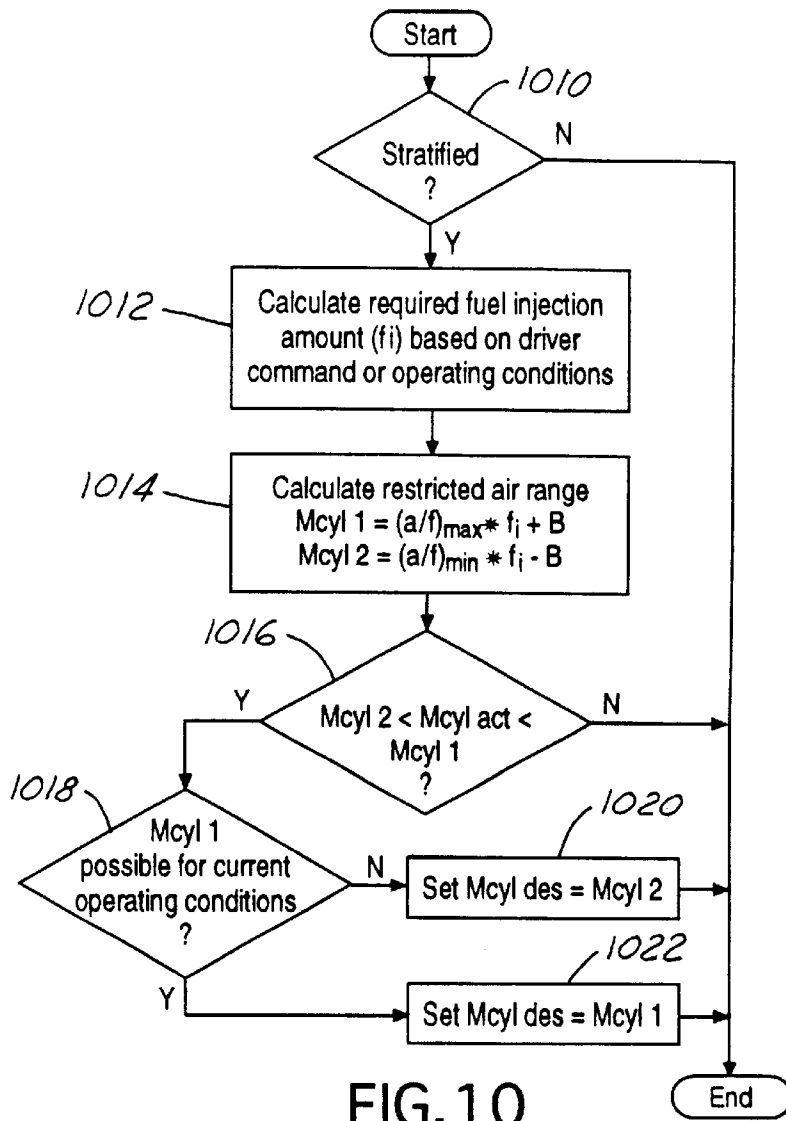 Start
1010
Stratified
?
N
Y
1012
Calculate required fuel injection
amount (fi) based on driver
command or operating conditions
1014
Calculate restricted air range
Mcyl 1 = (a/f)max* fi + B
Mcyl 2 = (a/f)min * fi - B
1016
Y
Mcyl 2 < Mcyl act <
Mcyl 1
?
N
1018
Mcyl 1
possible for current
operating conditions
?
N
Y
1020
Set Mcyl des = Mcyl 2
1022
Set Mcyl des = Mcyl 1
FIG.10
End